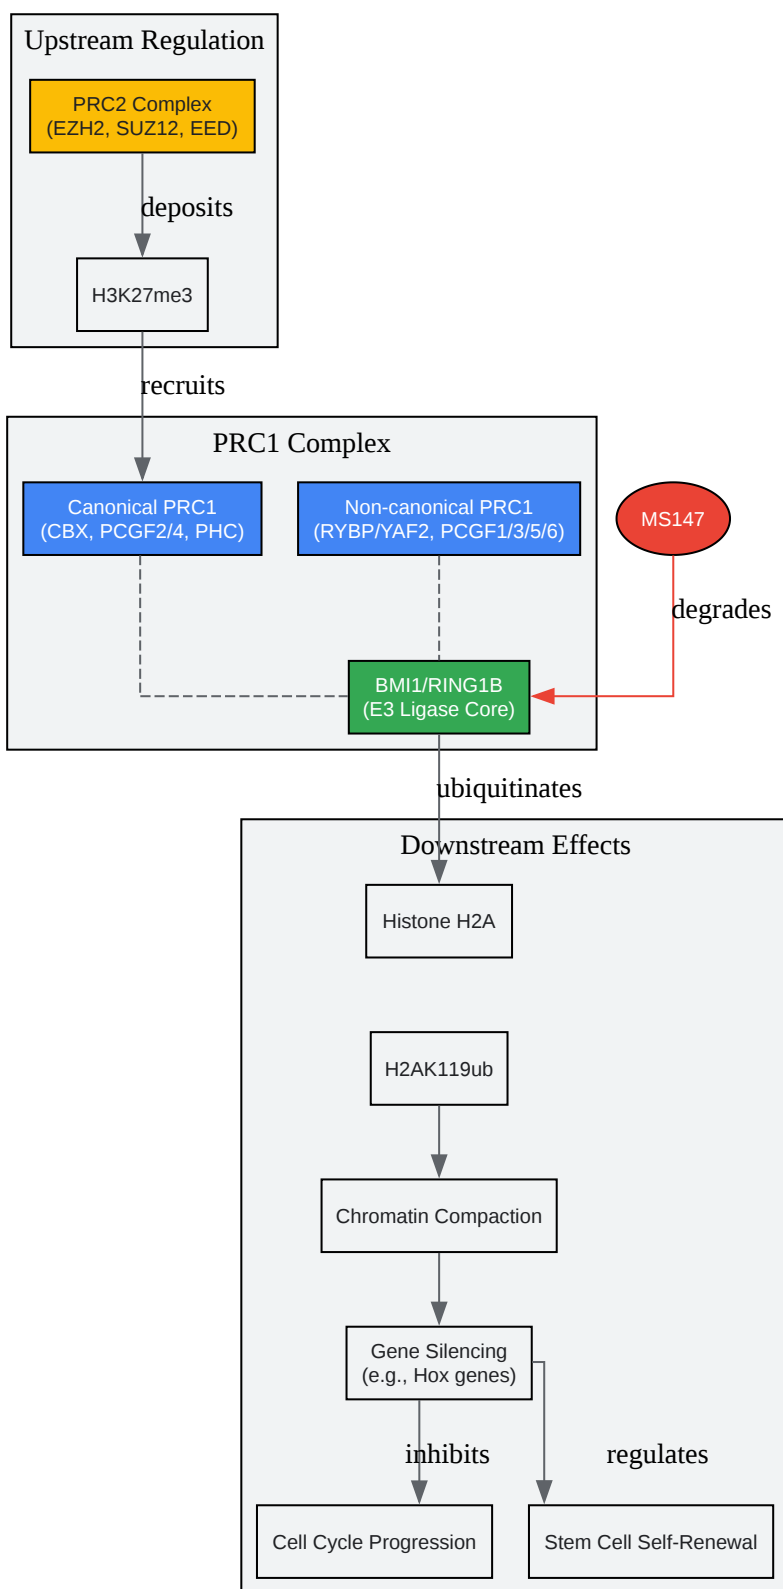 Upstream Regulation
PRC2 Complex
(EZH2, SUZ12, EED)
deposits
H3K27me3
recruits
PRC1 Complex
Canonical PRC1
(CBX, PCGF2/4, PHC)
Non-canonical PRC1
(RYBP/YAF2, PCGF1/3/5/6)
MS147
degrades
BMI1/RING1B
(E3 Ligase Core)
ubiquitinates
Downstream Effects
Histone H2A
H2AK119ub
Chromatin Compaction
Gene Silencing
(e.g., Hox genes)
inhibits
regulates
Cell Cycle Progression
Stem Cell Self-Renewal